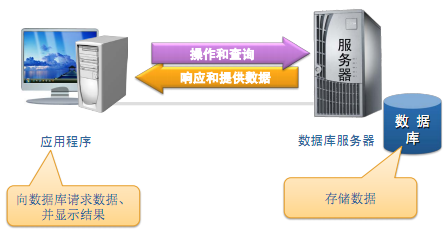 操作和查询
响应和提供数据
服务器
数据
库
应用程序
数据库服务器
向数据库请求数据、
并显示结果
存储数据